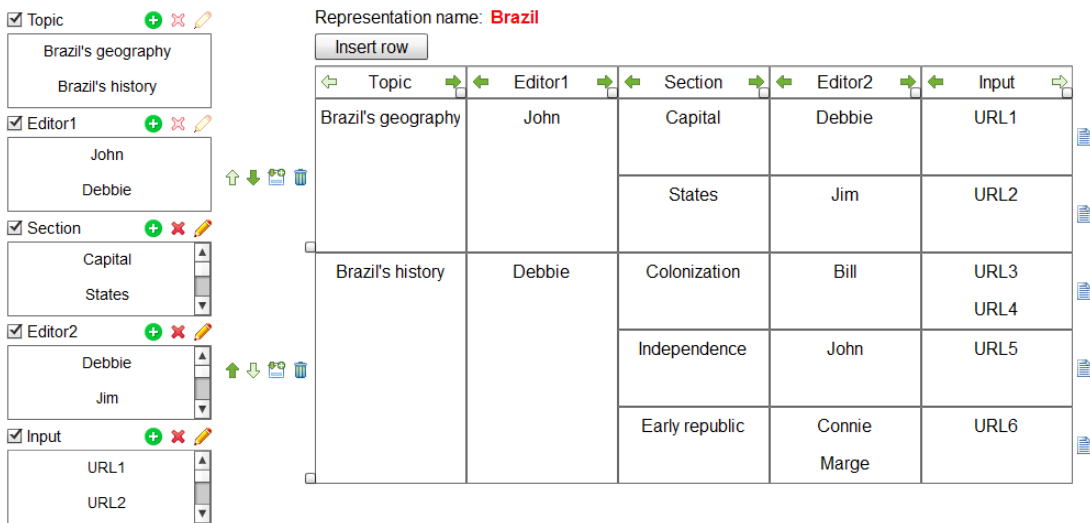 Topic
Brazil's geography
Brazil's history
Editor1
John
Debbie
Section
Capital
States
Editor2
Debbie
Jim
Input
URL1
URL2
Representation name: Brazil
Insert row
Topic Editor1 Section Editor2 Input
Brazil's geography John Capital Debbie URL1
States Jim URL2
Brazil's history Debbie Colonization Bill URL3
URL4
Independence John URL5
Early republic Connie URL6
Marge